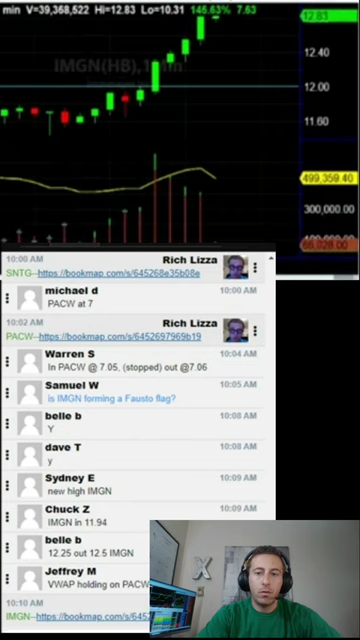 min V=39,368,522 Hi=12.83 Lo=10.31 145.63% 7.63
12.83
12.40
IMGN(HB), 1 m
12.00
11.60
499,359.40
300,000.00
66,028.00
10:00 AM Rich Lizza
SNTG--https://bookmap.com/s/645268e35b08e
michael d 10:00 AM
PACW at 7
10:02 AM Rich Lizza
PACW--https://bookmap.com/s/6452697969b19
Warren S 10:04 AM
In PACW @ 7.05, (stopped) out @7.06
Samuel W 10:05 AM
is IMGN forming a Fausto flag?
belle b 10:08 AM
Y
dave T 10:08 AM
y
Sydney E 10:09 AM
new high IMGN
Chuck Z 10:09 AM
IMGN in 11.94
belle b
12.25 out 12.5 IMGN
Jeffrey M
VWAP holding on PACW
10:10 AM
IMGN--https://bookmap.com/s/6452